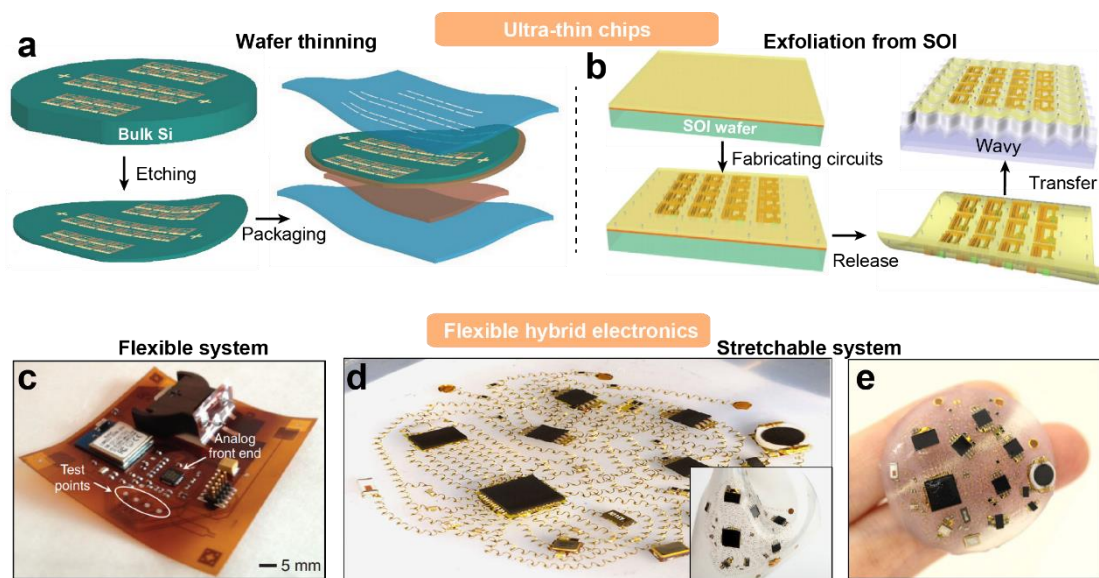 Ultra-thin chips
a
Wafer thinning
Bulk Si
Etching
Packaging
b
Exfoliation from SOI
SOI wafer
Fabricating circuits
Release
Wavy
Transfer
Flexible hybrid electronics
Flexible system
Stretchable system
c
Analog
front end
Test
points
5 mm
d
e